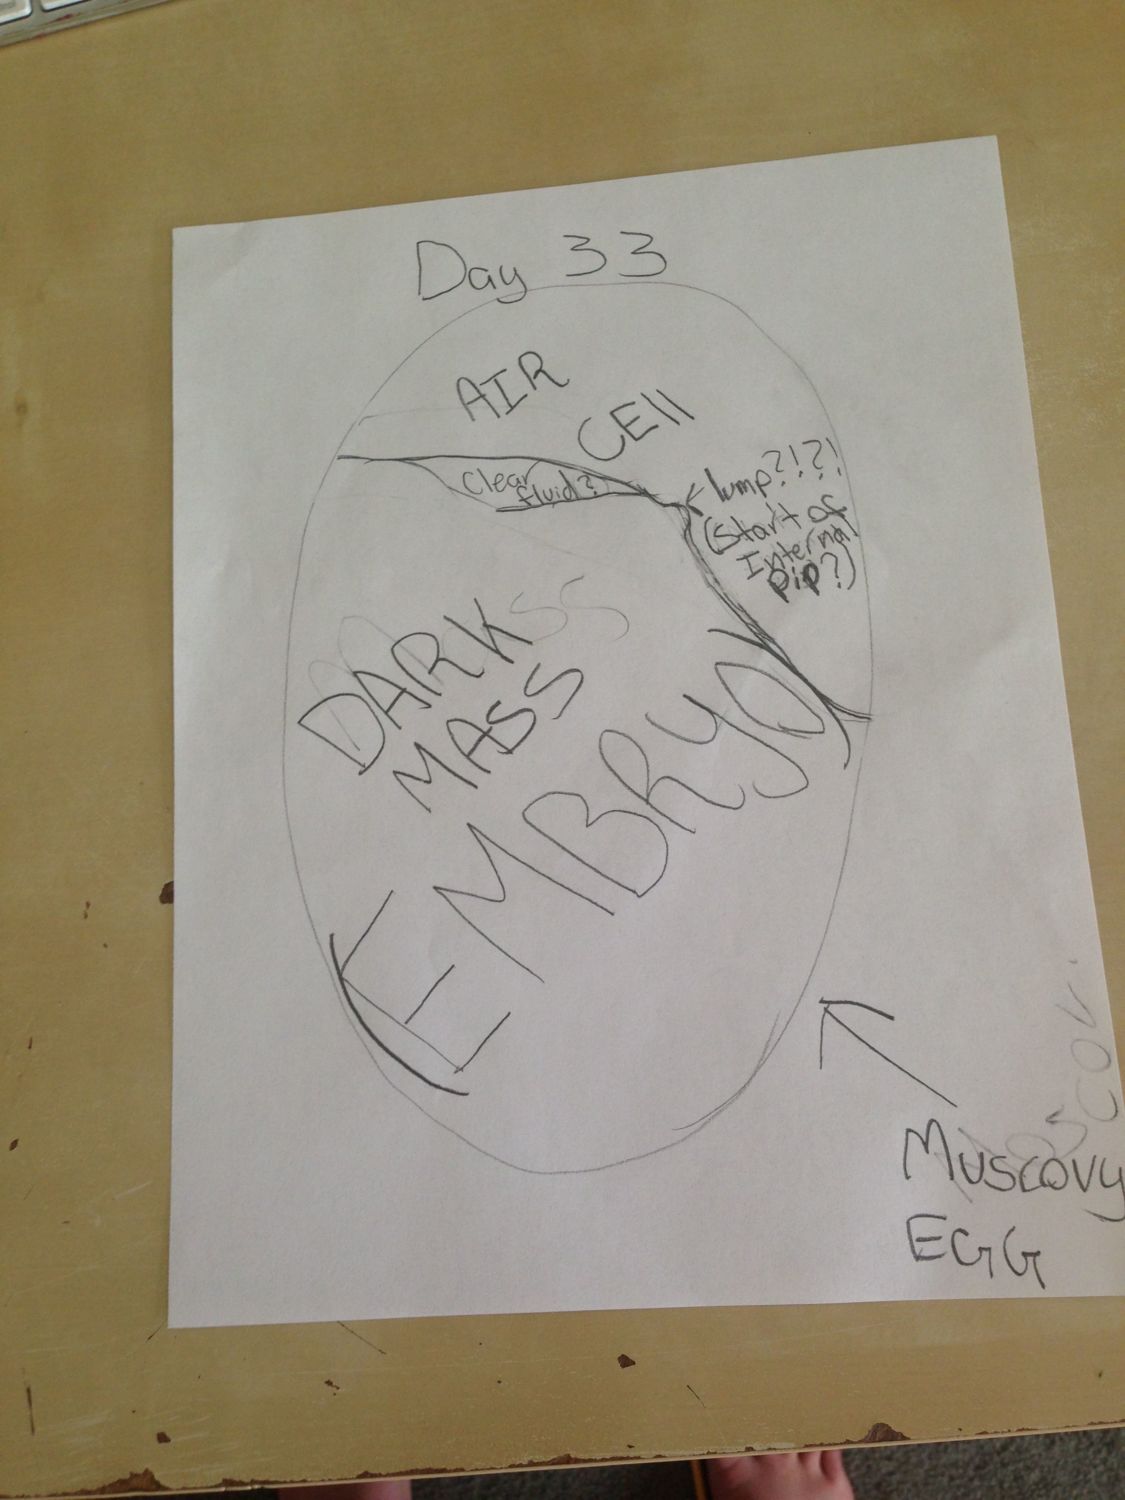 Day 33
AIR
CEll
Clear
fluid?
lump?!?!
(Start of
Internal
pip?)
DARK
MASS
EMBRYO
MUSCOVY
EGG